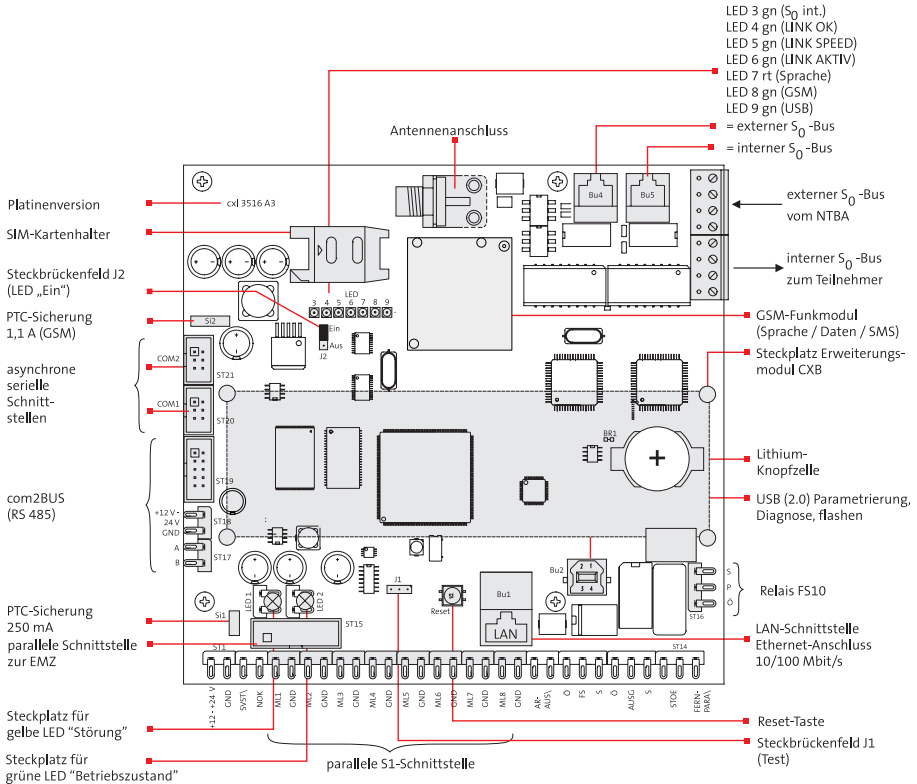 LED 3 gn (S0 int.)
LED 4 gn (LINK OK)
LED 5 gn (LINK SPEED)
LED 6 gn (LINK AKTIV)
LED 7 rt (Sprache)
LED 8 gn (GSM)
LED 9 gn (USB)
= externer S0 -Bus
= interner S0 -Bus
Antennenanschluss
Platinenversion
cxl 3516 A3
SIM-Kartenhalter
Steckbrückenfeld J2
(LED „Ein")
PTC-Sicherung
1,1 A (GSM)
asynchrone
serielle
Schnitt-
stellen
com2BUS
(RS 485)
PTC-Sicherung
250 mA
parallele Schnittstelle
zur EMZ
Steckplatz für
gelbe LED "Störung"
Steckplatz für
grüne LED "Betriebszustand"
Bu4
Bu5
externer S0 -Bus
vom NTBA
interner S0 -Bus
zum Teilnehmer
GSM-Funkmodul
(Sprache / Daten / SMS)
Steckplatz Erweiterungs-
modul CXB
Lithium-
Knopfzelle
USB (2.0) Parametrierung,
Diagnose, flashen
Relais FS10
LAN-Schnittstelle
Ethernet-Anschluss
10/100 Mbit/s
Reset-Taste
Steckbrückenfeld J1
(Test)
parallele S1-Schnittstelle
LED
3 4 5 6 7 8 9
Ein
Aus
J2
Si2
COM2
ST21
COM1
ST20
ST19
+12 V -
24 V
GND
A
B
ST18
ST17
BR1
+
LED 1
LED 2
J1
S1
Reset
Bu1
LAN
Bu2
2 1
3 4
S
P
Ö
ST16
Si1
ST15
ST1
ST14
+12 - +24 V
GND
SVST\
NOK
ML1
GND
ML2
GND
ML3
GND
ML4
GND
ML5
GND
ML6
GND
ML7
GND
ML8
GND
AR-
AUS\
Ö
FS
S
Ö
AUSG
S
STOE
FERN-
PARA\